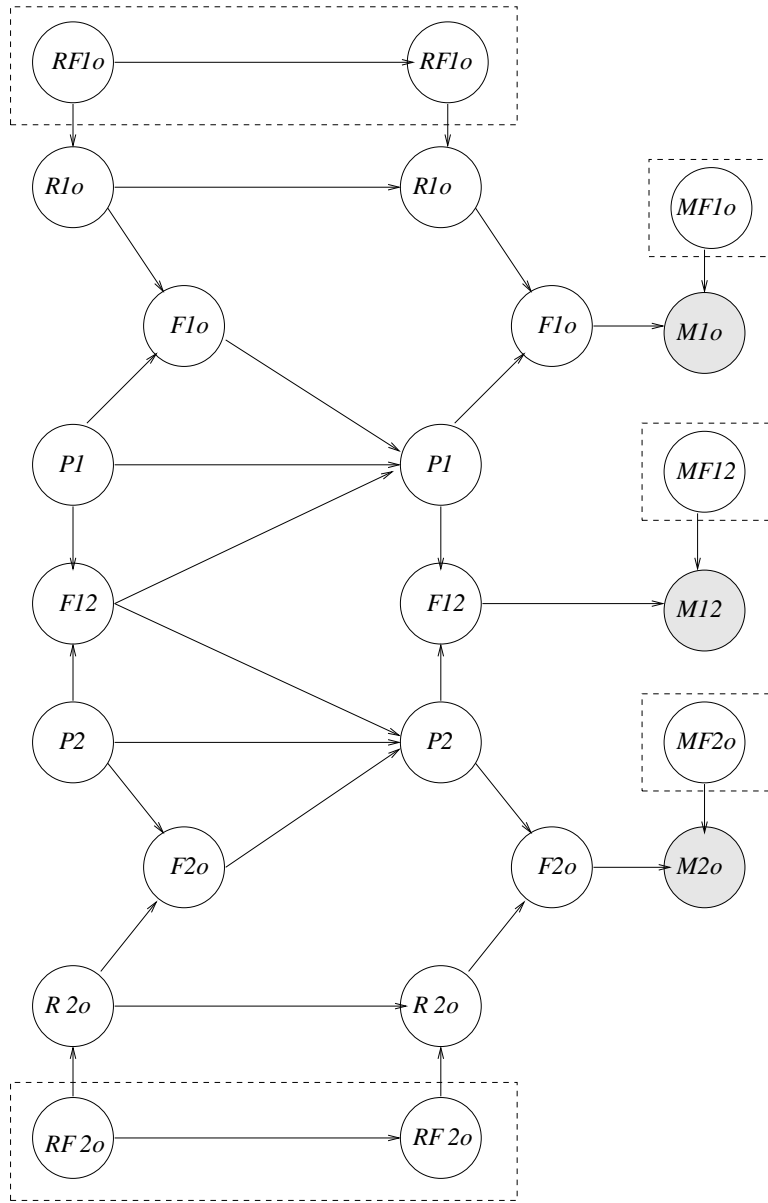 RF1o RF1o
R1o R1o
MF1o
F1o F1o M1o
P1 P1 MF12
F12 F12 M12
P2 P2 MF2o
F2o F2o M2o
R 2o R 2o
RF 2o RF 2o